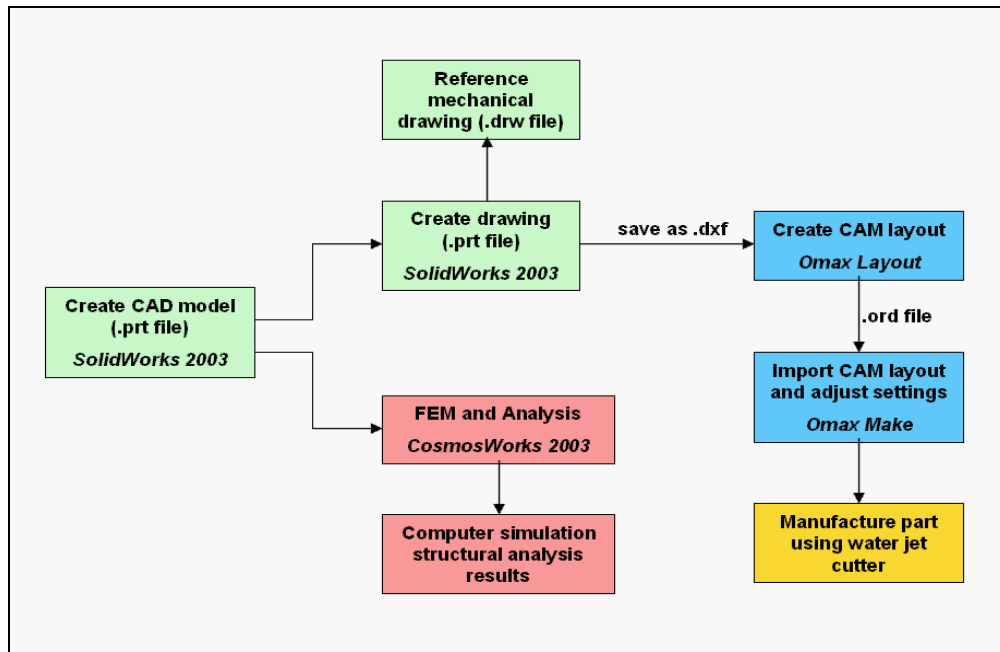 Reference
mechanical
drawing (.drw file)
Create drawing
(.prt file)
SolidWorks 2003
save as .dxf
Create CAM layout
Omax Layout
Create CAD model
(.prt file)
SolidWorks 2003
.ord file
Import CAM layout
and adjust settings
Omax Make
FEM and Analysis
CosmosWorks 2003
Computer simulation
structural analysis
results
Manufacture part
using water jet
cutter